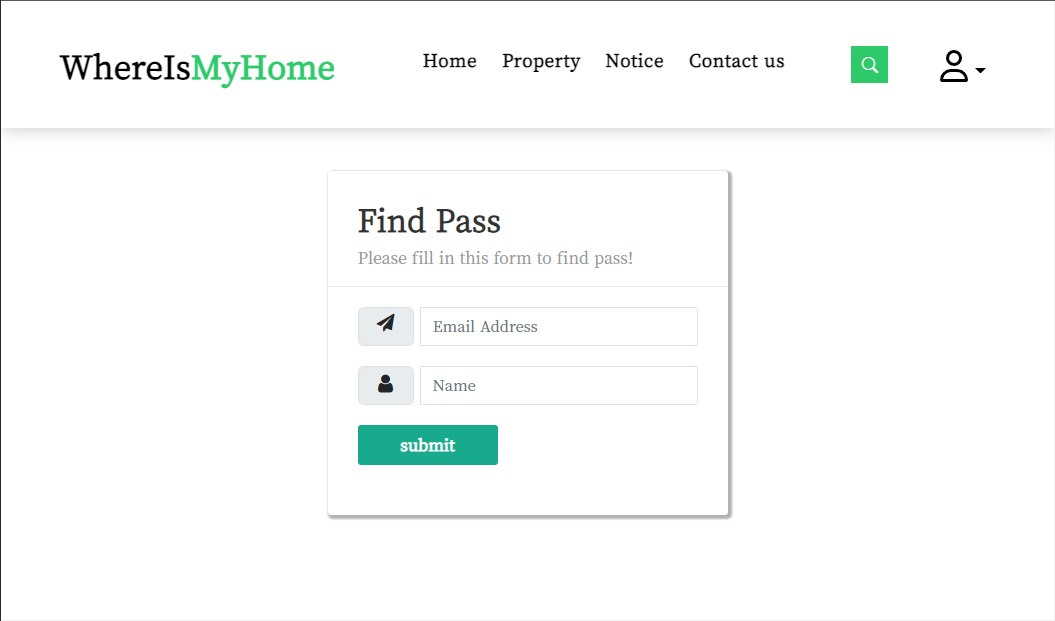 WhereIsMyHome
Home Property Notice Contact us
Find Pass
Please fill in this form to find pass!
Email Address
Name
submit